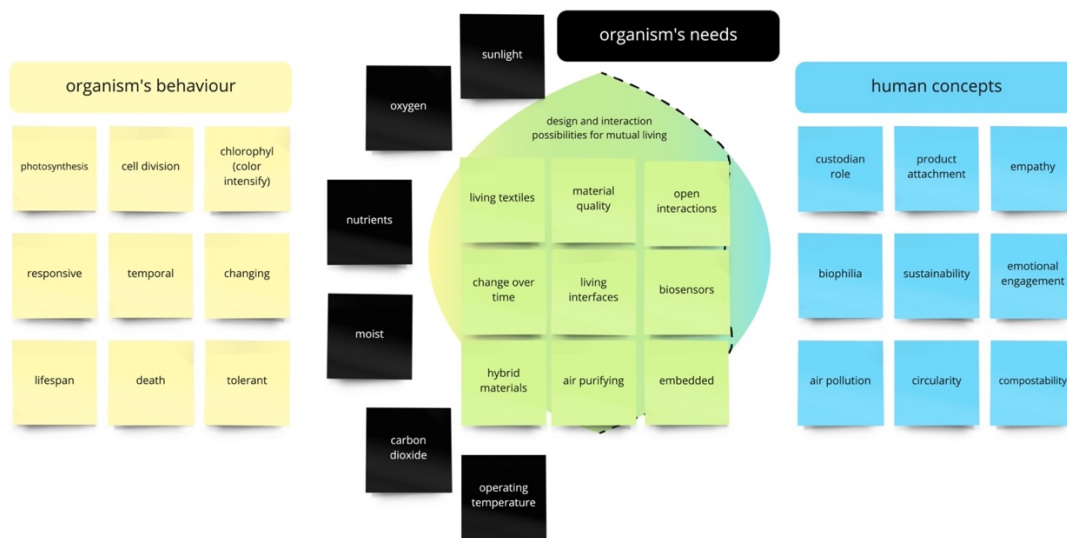 organism's needs
sunlight
organism's behaviour
human concepts
oxygen
design and interaction
possibilities for mutual living
photosynthesis
cell division
chlorophyl
(color
intensify)
living textiles
material
quality
open
interactions
custodian
role
product
attachment
empathy
nutrients
responsive
temporal
changing
change over
time
living
interfaces
biosensors
biophilia
sustainability
emotional
engagement
moist
lifespan
death
tolerant
hybrid
materials
air purifying
embedded
air pollution
circularity
compostability
carbon
dioxide
operating
temperature